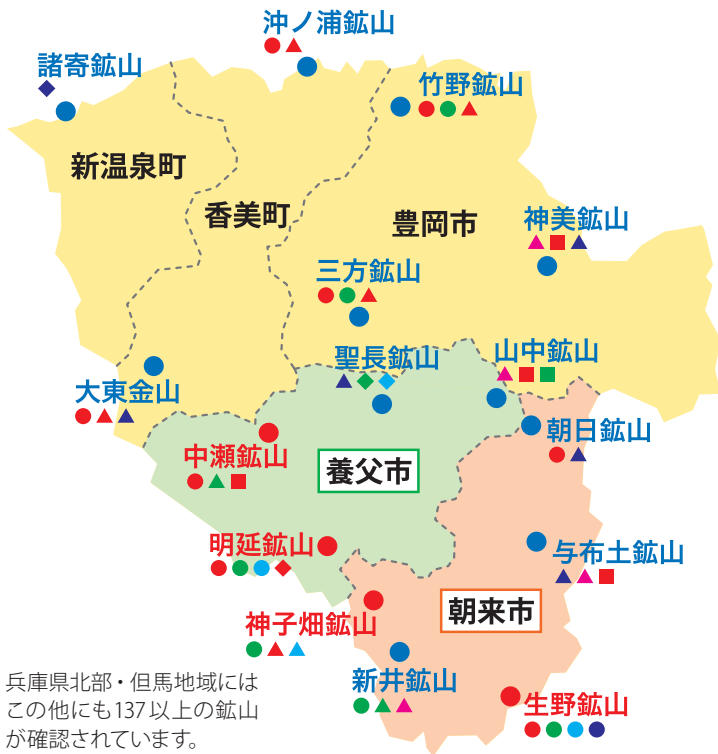 沖ノ浦鉱山
諸寄鉱山
竹野鉱山
新温泉町
香美町
豊岡市
神美鉱山
三方鉱山
聖長鉱山
山中鉱山
大東金山
朝日鉱山
中瀬鉱山
養父市
明延鉱山
与布土鉱山
朝来市
神子畑鉱山
新井鉱山
生野鉱山
兵庫県北部・但馬地域には
この他にも137以上の鉱山
が確認されています。